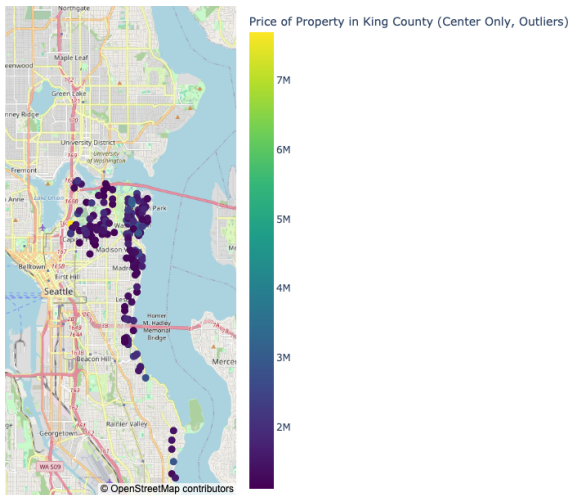 Price of Property in King County (Center Only, Outliers)
Northgate
Maple Leaf
Green Lake
University District
University
of Washington
Fremont
Lake Union
Park
Madison
Belltown
First Hill
Seattle
Homer
M. Hadley
Memorial
Bridge
Beacon Hill
Rainier Valley
Georgetown
WA 509
© OpenStreetMap contributors
7M
6M
5M
4M
3M
2M